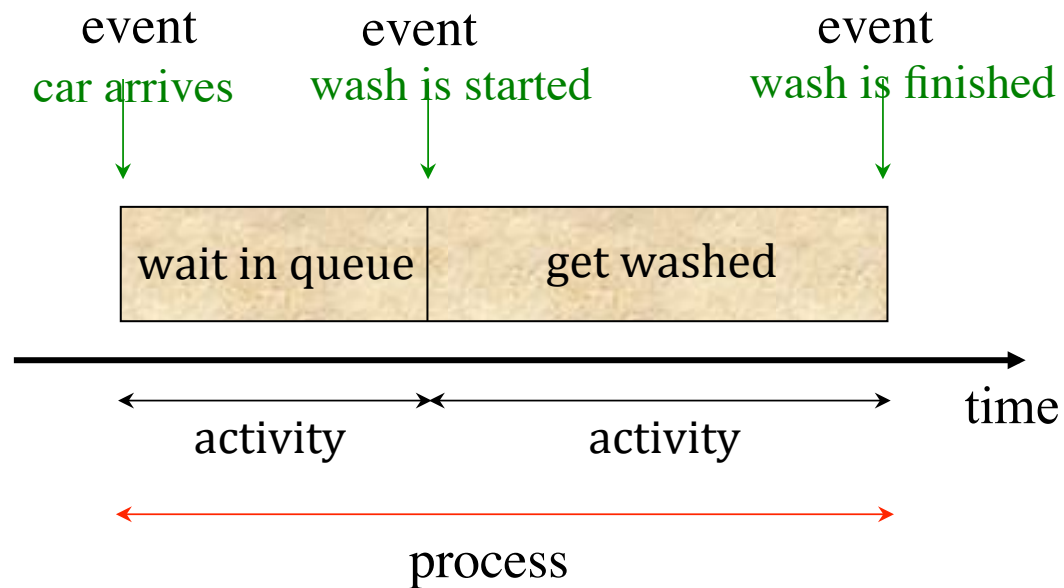 event
event
event
car arrives
wash is started
wash is finished
wait in queue
get washed
time
activity
activity
process